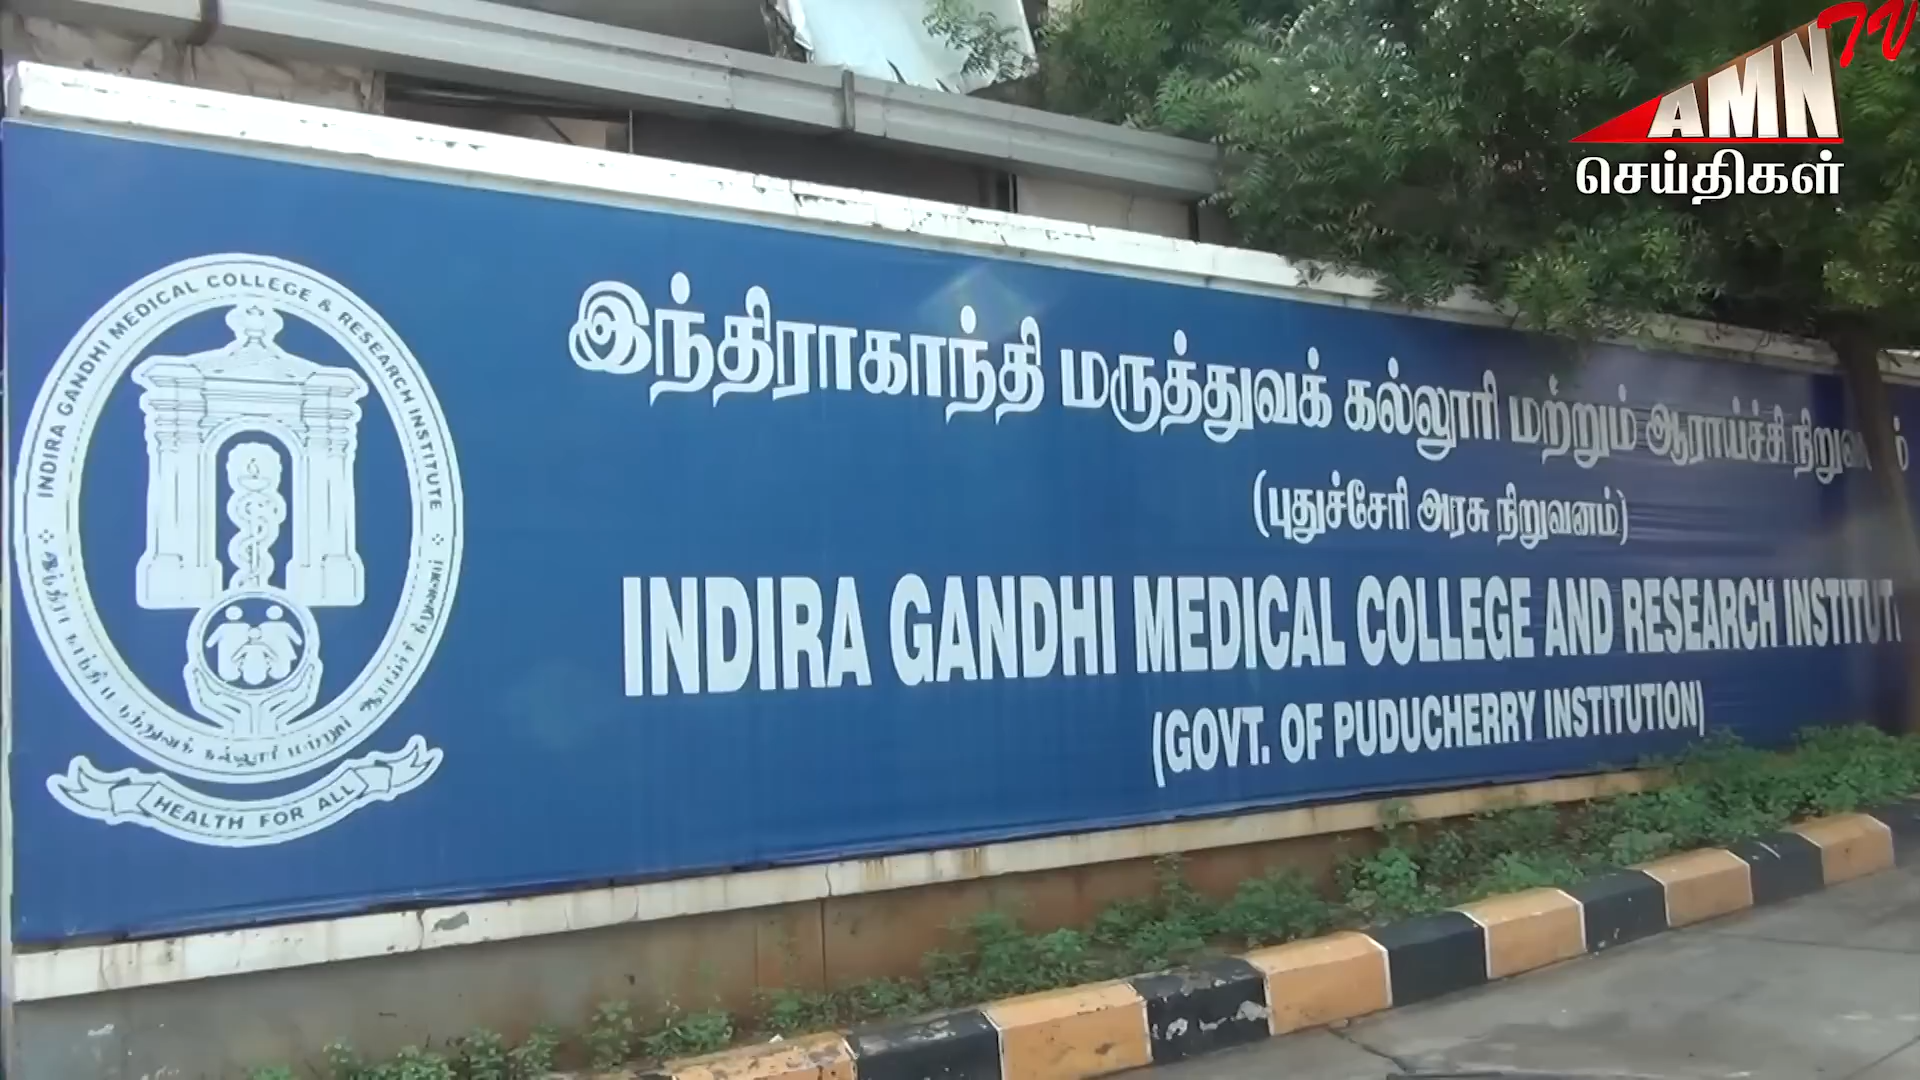 AMN TV
செய்திகள்
INDIRA GANDHI MEDICAL COLLEGE & RESEARCH INSTITUTE
HEALTH FOR ALL
இந்திராகாந்தி மருத்துவக் கல்லூரி மற்றும் ஆராய்ச்சி
(புதுச்சேரி அரசு நிறுவனம்)
INDIRA GANDHI MEDICAL COLLEGE AND RESEARCH INSTITUT
(GOVT. OF PUDUCHERRY INSTITUTION)